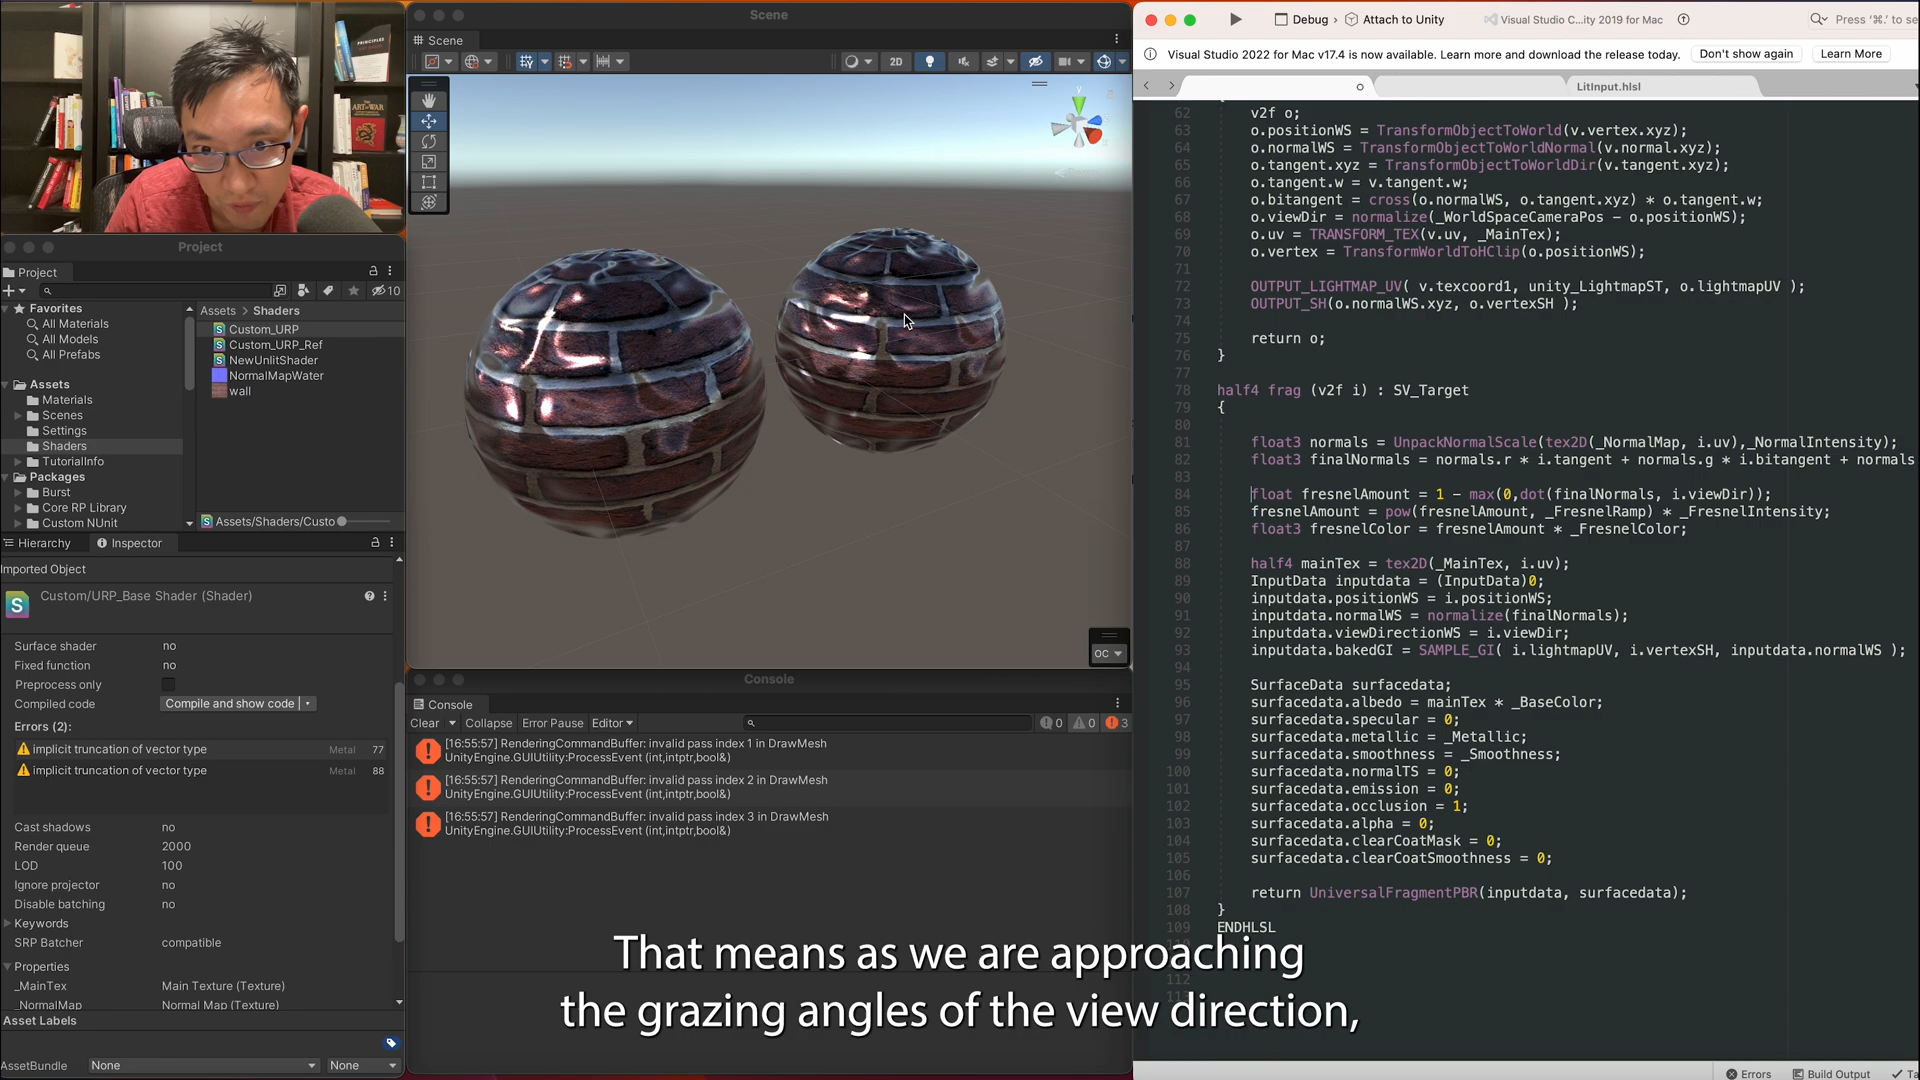 PRINCIPLES
THE ART OF WAR
Project
Project
10
Favorites
All Materials
All Models
All Prefabs
Assets
Materials
Scenes
Settings
Shaders
TutorialInfo
Packages
Burst
Core RP Library
Custom NUnit
Assets > Shaders
Custom_URP
Custom_URP_Ref
NewUnlitShader
NormalMapWater
wall
Assets/Shaders/Custo
Hierarchy
Inspector
Imported Object
Custom/URP_Base Shader (Shader)
Surface shader no
Fixed function no
Preprocess only
Compiled code Compile and show code
Errors (2):
implicit truncation of vector type Metal 77
implicit truncation of vector type Metal 88
Cast shadows no
Render queue 2000
LOD 100
Ignore projector no
Disable batching no
Keywords
SRP Batcher compatible
Properties
_MainTex Main Texture (Texture)
_NormalMap Normal Map (Texture)
Asset Labels
AssetBundle None None
Scene
Scene
2D
y
OC
Console
Console
Clear Collapse Error Pause Editor 0 0 3
[16:55:57] RenderingCommandBuffer: invalid pass index 1 in DrawMesh
UnityEngine.GUIUtility:ProcessEvent (int,intptr,bool&)
[16:55:57] RenderingCommandBuffer: invalid pass index 2 in DrawMesh
UnityEngine.GUIUtility:ProcessEvent (int,intptr,bool&)
[16:55:57] RenderingCommandBuffer: invalid pass index 3 in DrawMesh
UnityEngine.GUIUtility:ProcessEvent (int,intptr,bool&)
Debug > Attach to Unity Visual Studio C...ity 2019 for Mac Press '⌘.' to se
Visual Studio 2022 for Mac v17.4 is now available. Learn more and download the release today. Don't show again Learn More
LitInput.hlsl
62 v2f o;
63 o.positionWS = TransformObjectToWorld(v.vertex.xyz);
64 o.normalWS = TransformObjectToWorldNormal(v.normal.xyz);
65 o.tangent.xyz = TransformObjectToWorldDir(v.tangent.xyz);
66 o.tangent.w = v.tangent.w;
67 o.bitangent = cross(o.normalWS, o.tangent.xyz) * o.tangent.w;
68 o.viewDir = normalize(_WorldSpaceCameraPos - o.positionWS);
69 o.uv = TRANSFORM_TEX(v.uv, _MainTex);
70 o.vertex = TransformWorldToHClip(o.positionWS);
71
72 OUTPUT_LIGHTMAP_UV( v.texcoord1, unity_LightmapST, o.lightmapUV );
73 OUTPUT_SH(o.normalWS.xyz, o.vertexSH );
74
75 return o;
76 }
77
78 half4 frag (v2f i) : SV_Target
79 {
80
81 float3 normals = UnpackNormalScale(tex2D(_NormalMap, i.uv),_NormalIntensity);
82 float3 finalNormals = normals.r * i.tangent + normals.g * i.bitangent + normals
83
84 float fresnelAmount = 1 - max(0,dot(finalNormals, i.viewDir));
85 fresnelAmount = pow(fresnelAmount, _FresnelRamp) * _FresnelIntensity;
86 float3 fresnelColor = fresnelAmount * _FresnelColor;
87
88 half4 mainTex = tex2D(_MainTex, i.uv);
89 InputData inputdata = (InputData)0;
90 inputdata.positionWS = i.positionWS;
91 inputdata.normalWS = normalize(finalNormals);
92 inputdata.viewDirectionWS = i.viewDir;
93 inputdata.bakedGI = SAMPLE_GI( i.lightmapUV, i.vertexSH, inputdata.normalWS );
94
95 SurfaceData surfacedata;
96 surfacedata.albedo = mainTex * _BaseColor;
97 surfacedata.specular = 0;
98 surfacedata.metallic = _Metallic;
99 surfacedata.smoothness = _Smoothness;
100 surfacedata.normalTS = 0;
101 surfacedata.emission = 0;
102 surfacedata.occlusion = 1;
103 surfacedata.alpha = 0;
104 surfacedata.clearCoatMask = 0;
105 surfacedata.clearCoatSmoothness = 0;
106
107 return UniversalFragmentPBR(inputdata, surfacedata);
108 }
109 ENDHLSL
112
That means as we are approaching
the grazing angles of the view direction,
Errors Build Output Ta